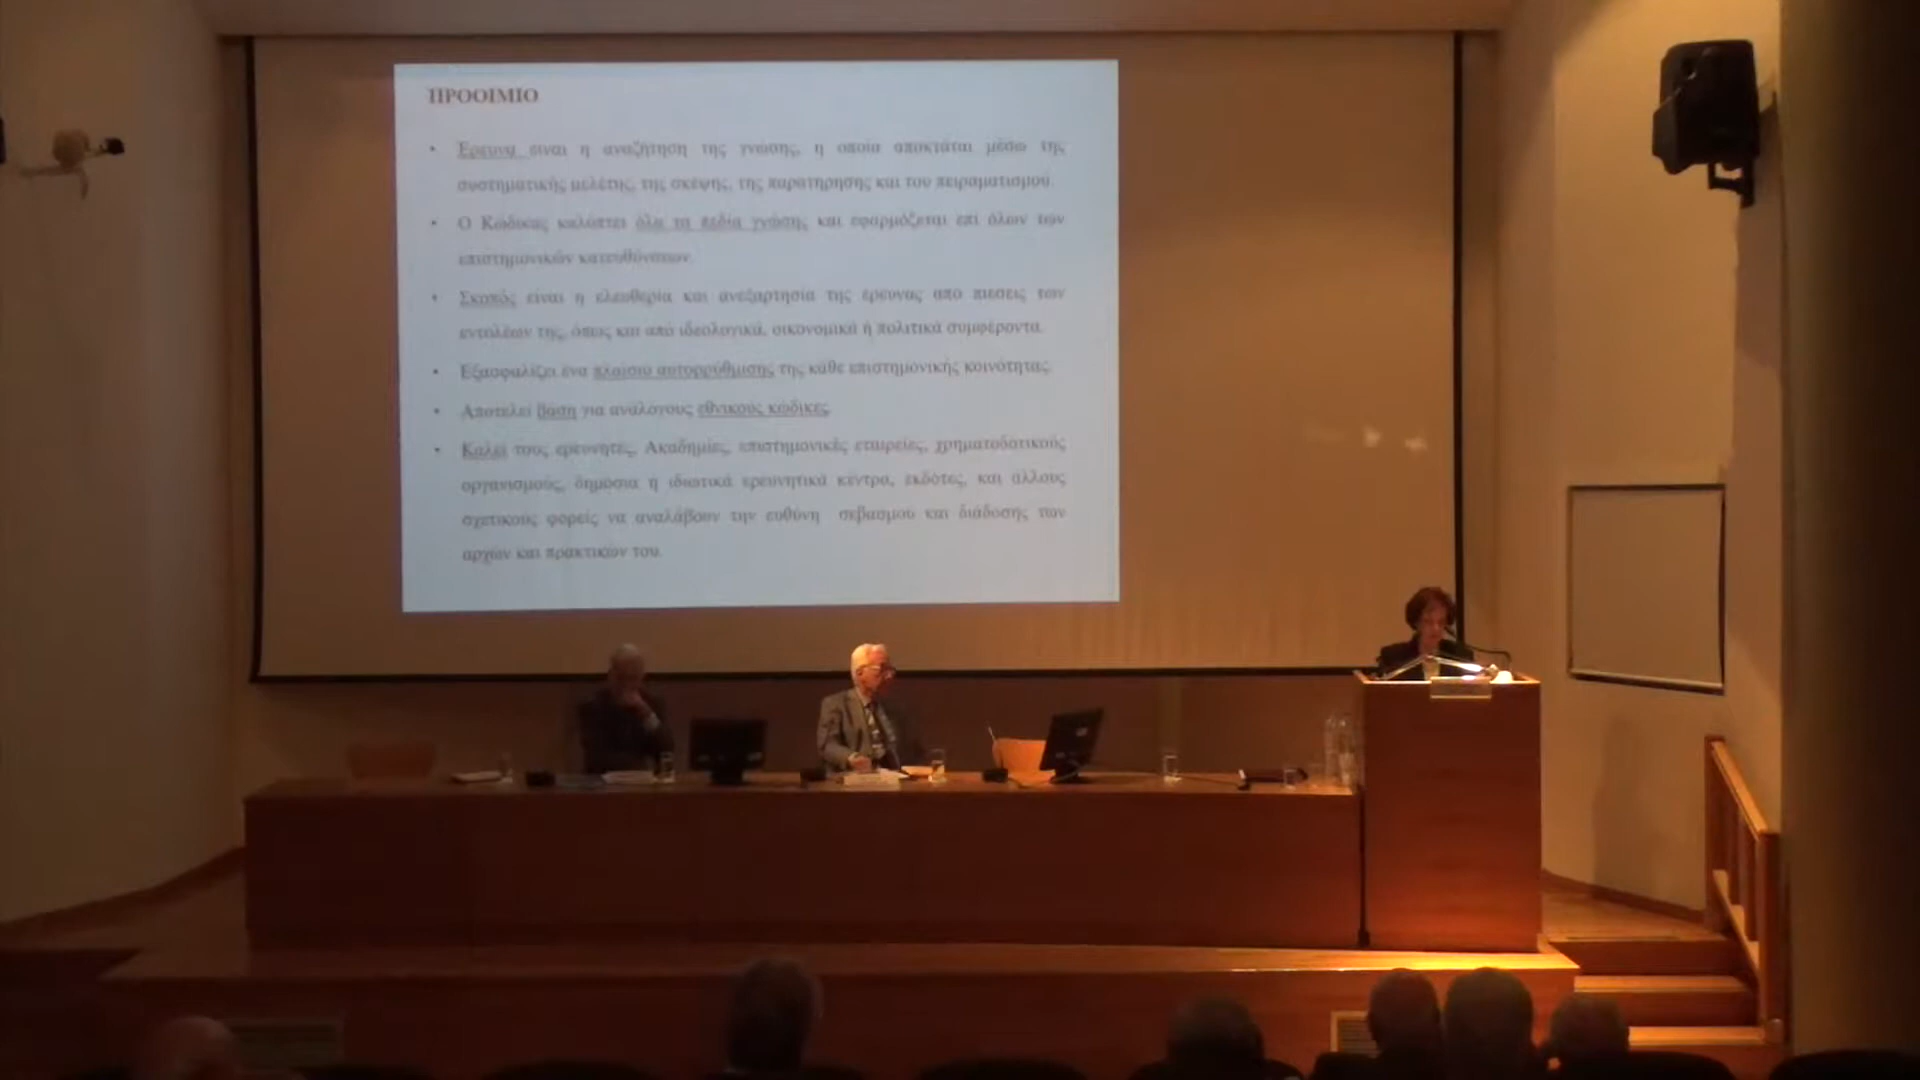 ΠΡΟΟΙΜΙΟ
• Έρευνα είναι η αναζήτηση της γνώσης, η οποία αποκτάται μέσω της
συστηματικής μελέτης, της σκέψης, της παρατήρησης και του πειραματισμού.
• Ο Κώδικας καλύπτει όλα τα πεδία γνώσης και εφαρμόζεται επί όλων των
επιστημονικών κατευθύνσεων.
• Σκοπός είναι η ελευθερία και ανεξαρτησία της έρευνας από πιέσεις των
εντολέων της, όπως και από ιδεολογικά, οικονομικά ή πολιτικά συμφέροντα.
• Εξασφαλίζει ένα πλαίσιο αυτορρύθμισης της κάθε επιστημονικής κοινότητας.
• Αποτελεί βάση για ανάλογους εθνικούς κώδικες.
• Καλεί τους ερευνητές, Ακαδημίες, επιστημονικές εταιρείες, χρηματοδοτικούς
οργανισμούς, δημόσια ή ιδιωτικά ερευνητικά κέντρα, εκδότες, και άλλους
σχετικούς φορείς να αναλάβουν την ευθύνη σεβασμού και διάδοσης των
αρχών και πρακτικών του.